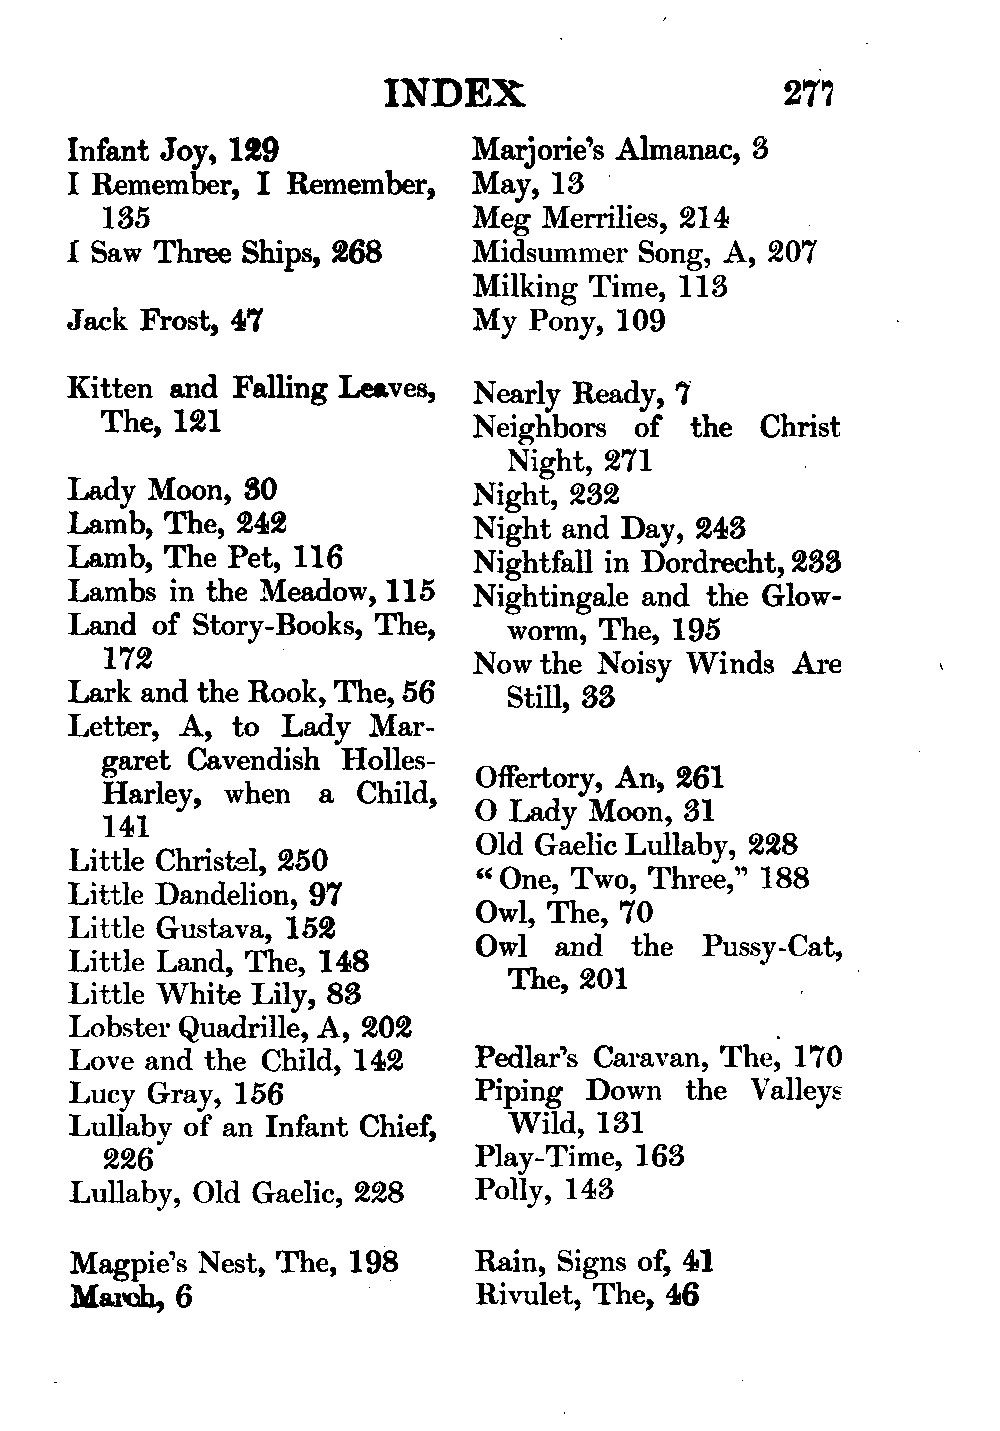 INDEX 277
Infant Joy, 129
I Remember, I Remember,
135
I Saw Three Ships, 268
Jack Frost, 47
Kitten and Falling Leaves,
The, 121
Lady Moon, 30
Lamb, The, 242
Lamb, The Pet, 116
Lambs in the Meadow, 115
Land of Story-Books, The,
172
Lark and the Rook, The, 56
Letter, A, to Lady Mar-
garet Cavendish Holles-
Harley, when a Child,
141
Little Christel, 250
Little Dandelion, 97
Little Gustava, 152
Little Land, The, 148
Little White Lily, 83
Lobster Quadrille, A, 202
Love and the Child, 142
Lucy Gray, 156
Lullaby of an Infant Chief,
226
Lullaby, Old Gaelic, 228
Magpie's Nest, The, 198
March, 6
Marjorie's Almanac, 3
May, 13
Meg Merrilies, 214
Midsummer Song, A, 207
Milking Time, 113
My Pony, 109
Nearly Ready, 7
Neighbors of the Christ
Night, 271
Night, 232
Night and Day, 243
Nightfall in Dordrecht, 233
Nightingale and the Glow-
worm, The, 195
Now the Noisy Winds Are
Still, 33
Offertory, An, 261
O Lady Moon, 31
Old Gaelic Lullaby, 228
"One, Two, Three," 188
Owl, The, 70
Owl and the Pussy-Cat,
The, 201
Pedlar's Caravan, The, 170
Piping Down the Valleys
Wild, 131
Play-Time, 163
Polly, 143
Rain, Signs of, 41
Rivulet, The, 46